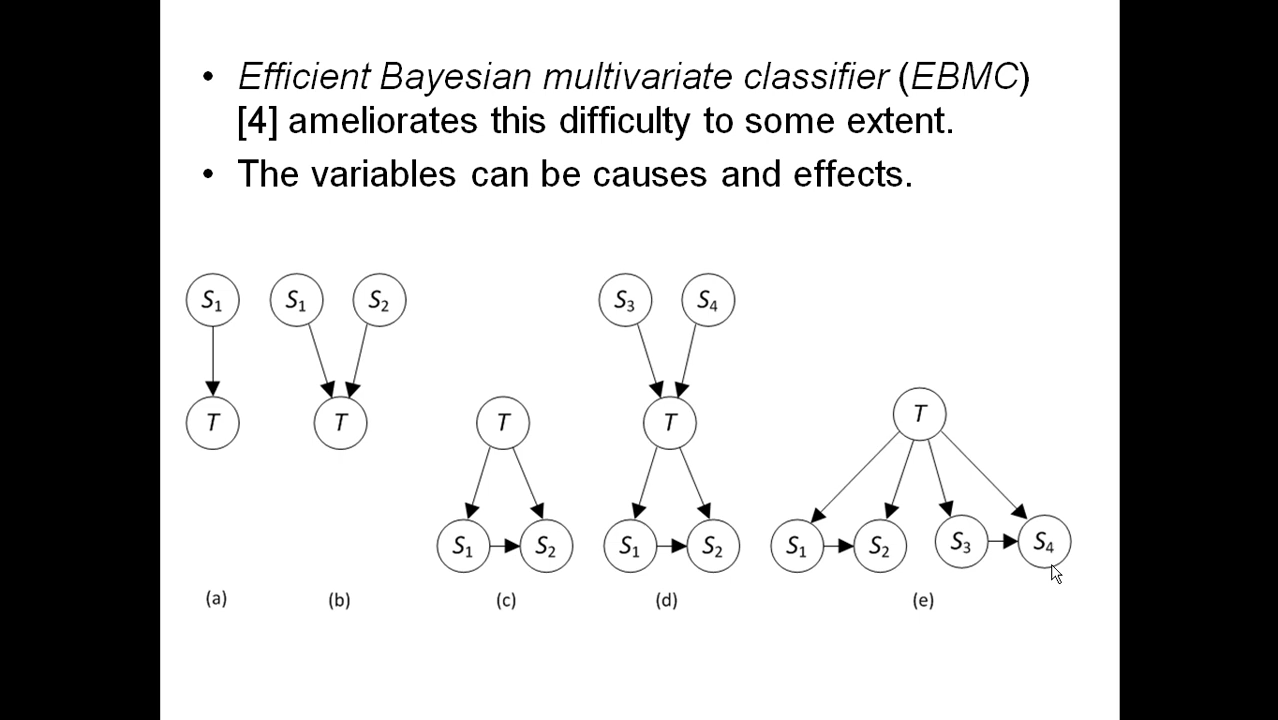 • Efficient Bayesian multivariate classifier (EBMC)
[4] ameliorates this difficulty to some extent.
• The variables can be causes and effects.
S₁ S₁ S₂ S₃ S₄
T T T T T
S₁ S₂ S₁ S₂ S₁ S₂ S₃ S₄
(a) (b) (c) (d) (e)